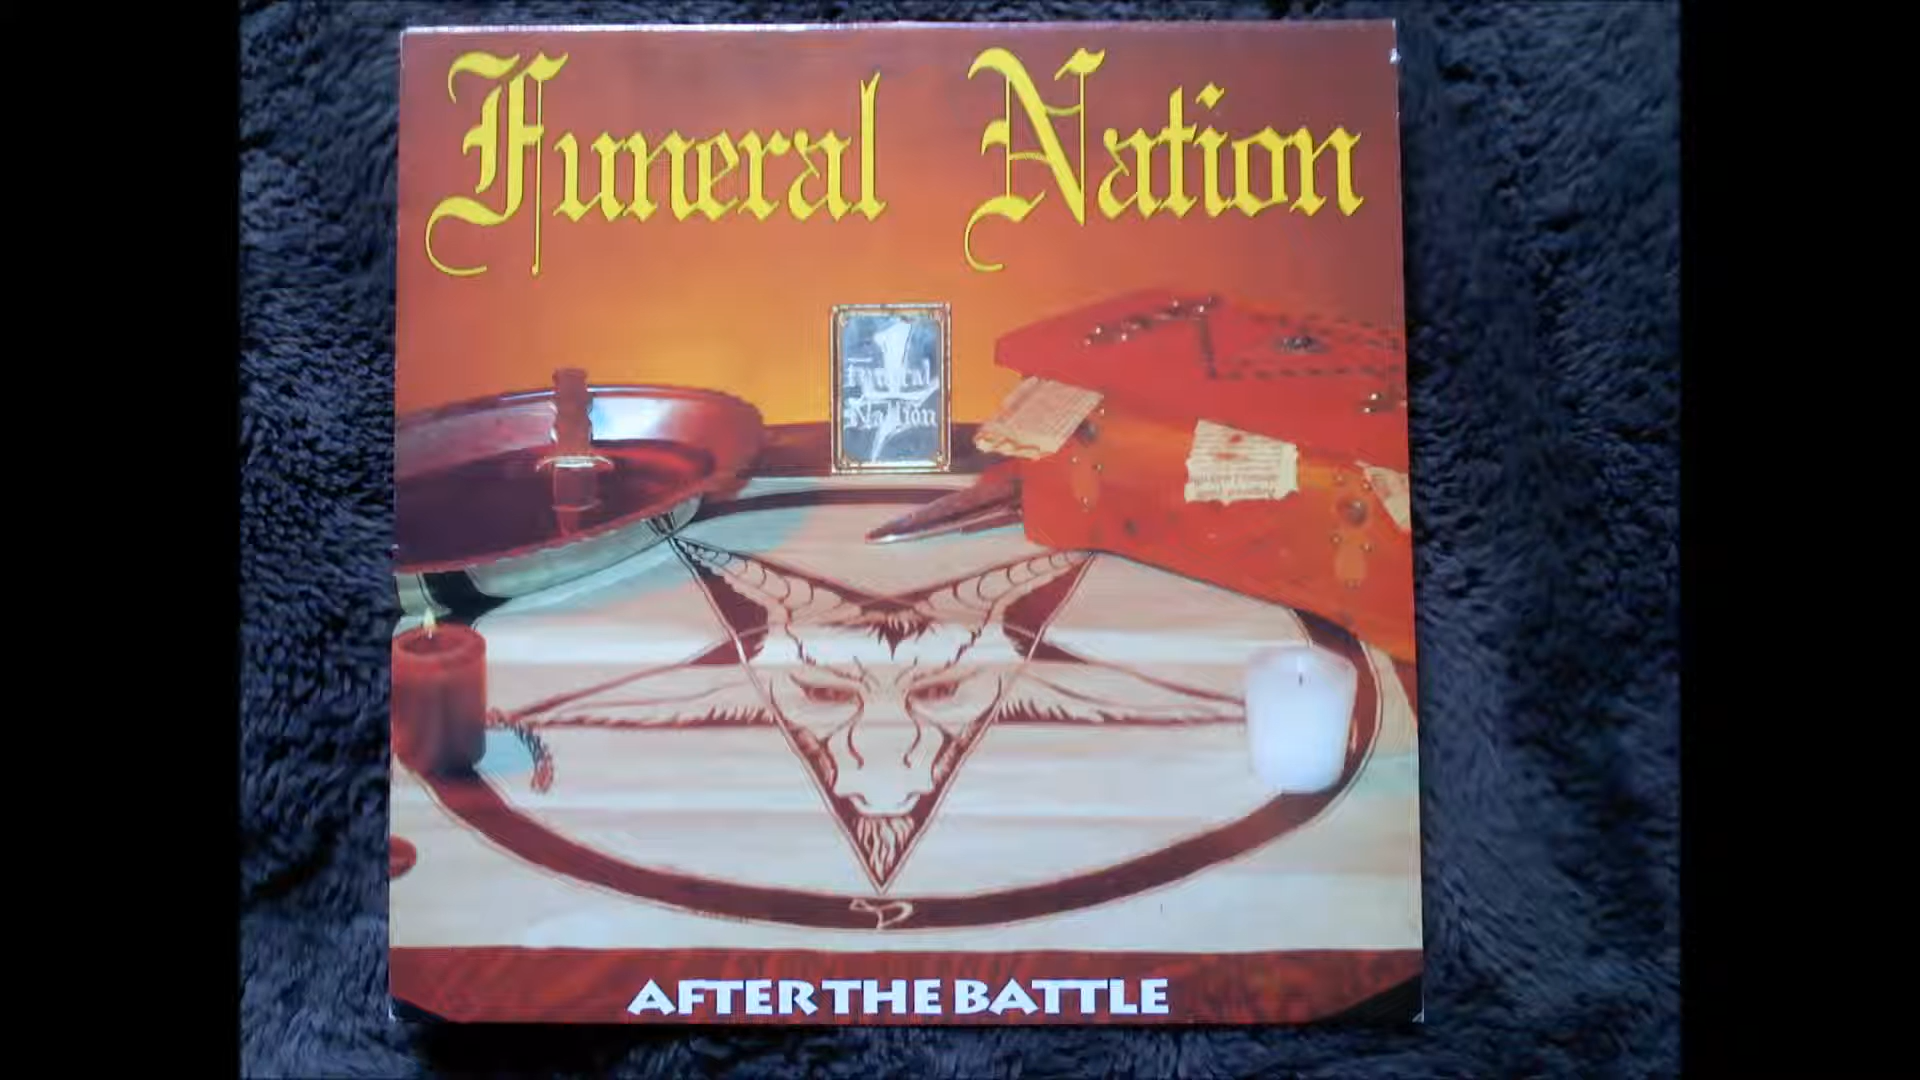 Funeral Nation
Funeral
Nation
AFTER THE BATTLE